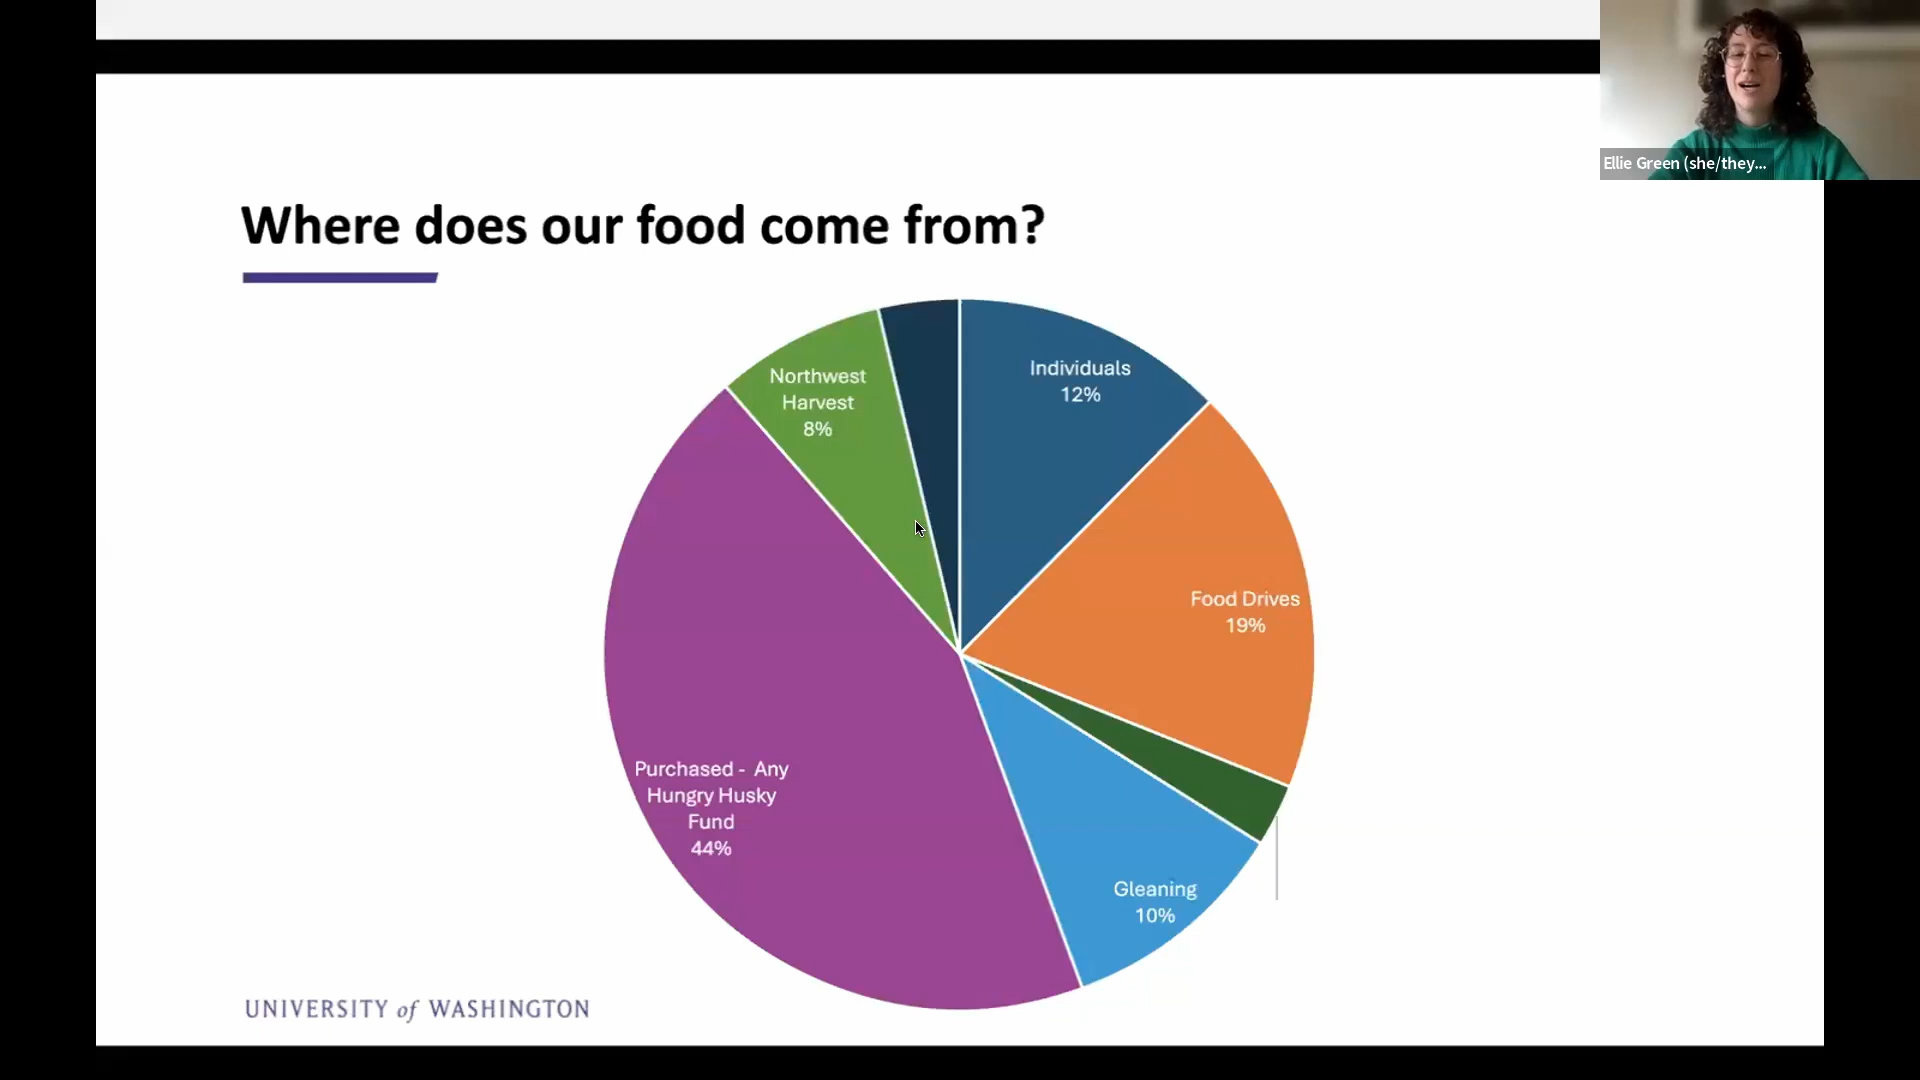 Ellie Green (she/they...
Where does our food come from?
Individuals
12%
Northwest
Harvest
8%
Food Drives
19%
Purchased -  Any
Hungry Husky
Fund
44%
Gleaning
10%
UNIVERSITY of WASHINGTON